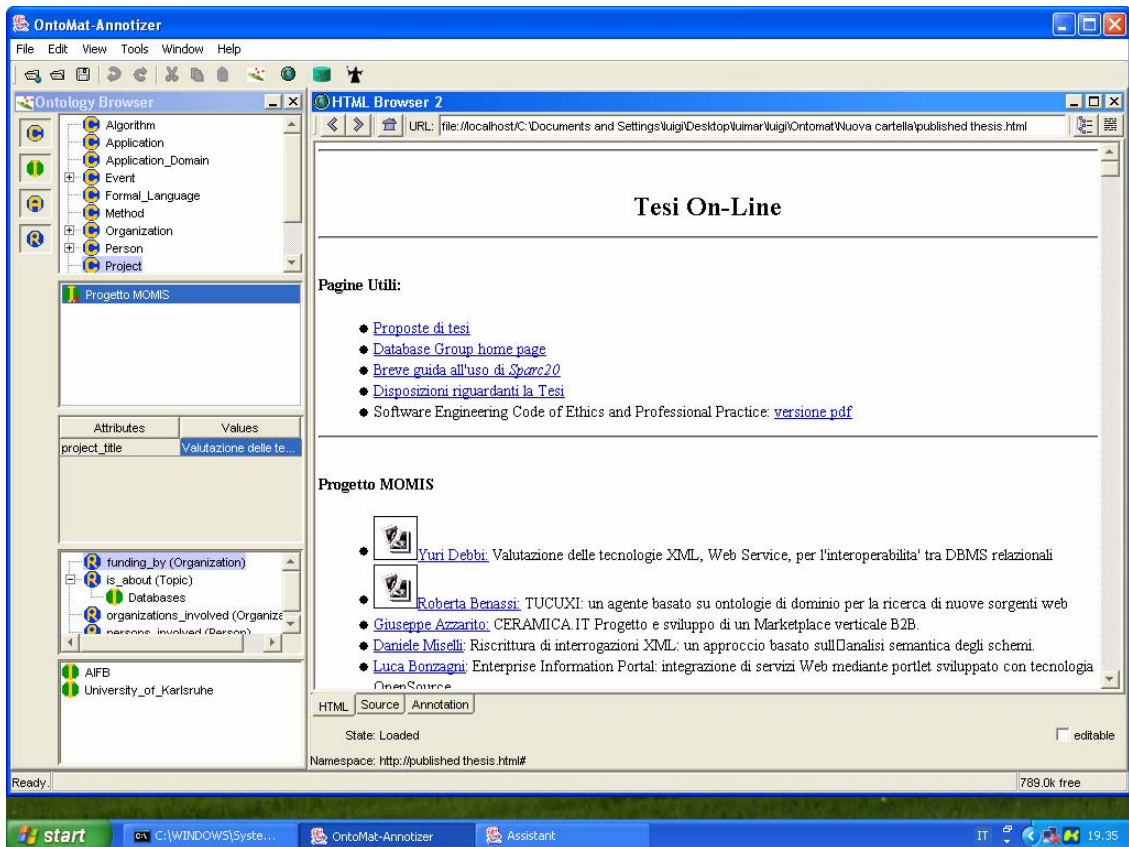 OntoMat-Annotizer
File Edit View Tools Window Help
Ontology Browser
Algorithm
Application
Application_Domain
Event
Formal_Language
Method
Organization
Person
Project
Progetto MOMIS
Attributes Values
project_title Valutazione delle te...
funding_by (Organization)
is_about (Topic)
Databases
organizations_involved (Organiza
persons_involved (Person)
AIFB
University_of_Karlsruhe
HTML Browser 2
URL: file://localhost/C:\Documents and Settings\luigi\Desktop\luimar\luigi\Ontomat\Nuova cartella\published thesis.html
Tesi On-Line
Pagine Utili:
Proposte di tesi
Database Group home page
Breve guida all'uso di Sparc20
Disposizioni riguardanti la Tesi
Software Engineering Code of Ethics and Professional Practice: versione pdf
Progetto MOMIS
Yuri Debbi: Valutazione delle tecnologie XML, Web Service, per l'interoperabilita' tra DBMS relazionali
Roberta Benassi: TUCUXI: un agente basato su ontologie di dominio per la ricerca di nuove sorgenti web
Giuseppe Azzarito: CERAMICA.IT Progetto e sviluppo di un Marketplace verticale B2B.
Daniele Miselli: Riscrittura di interrogazioni XML: un approccio basato sull□analisi semantica degli schemi.
Luca Bonzagni: Enterprise Information Portal: integrazione di servizi Web mediante portlet sviluppato con tecnologia
OpenSource
HTML Source Annotation
State: Loaded
editable
Namespace: http://published thesis.html#
Ready.
789.0k free
start
C:\WINDOWS\Syste...
OntoMat-Annotizer
Assistant
IT
19.35